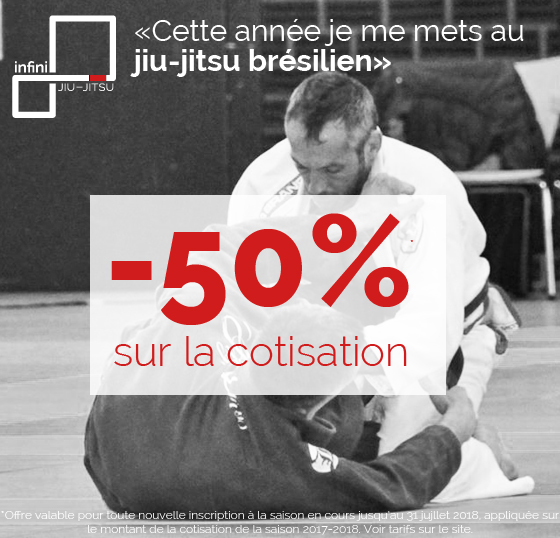 «Cette année je me mets au
jiu-jitsu brésilien»
infini
JIU-JITSU
-50%
sur la cotisation
*Offre valable pour toute nouvelle inscription à la saison en cours jusqu'au 31 juillet 2018, appliquée sur
le montant de la cotisation de la saison 2017-2018. Voir tarifs sur le site.